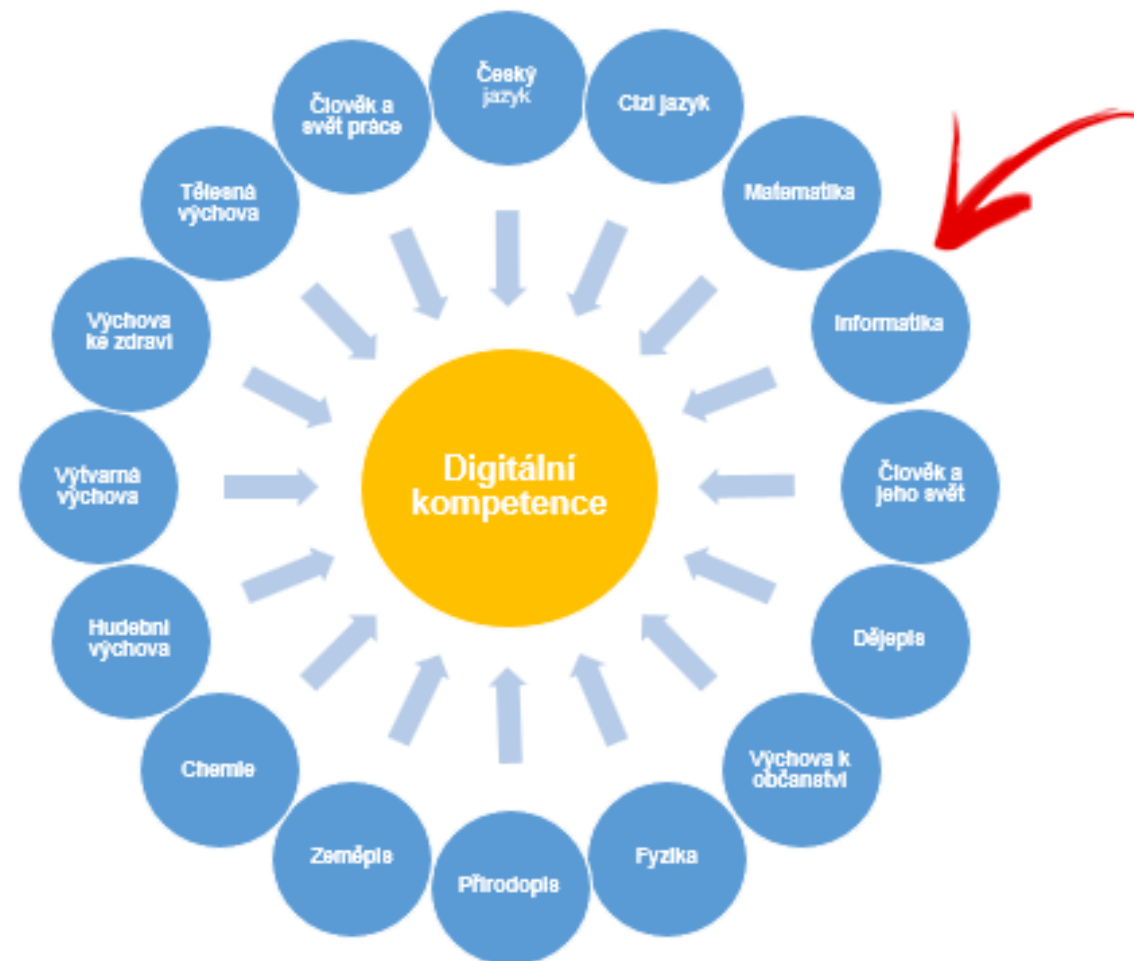 Český
jazyk
Cizí jazyk
Matematika
Informatika
Člověk a
jeho svět
Dějepis
Výchova k
občanství
Fyzika
Přírodopis
Zeměpis
Chemie
Hudební
výchova
Výtvarná
výchova
Výchova
ke zdraví
Tělesná
výchova
Člověk a
svět práce
Digitální
kompetence